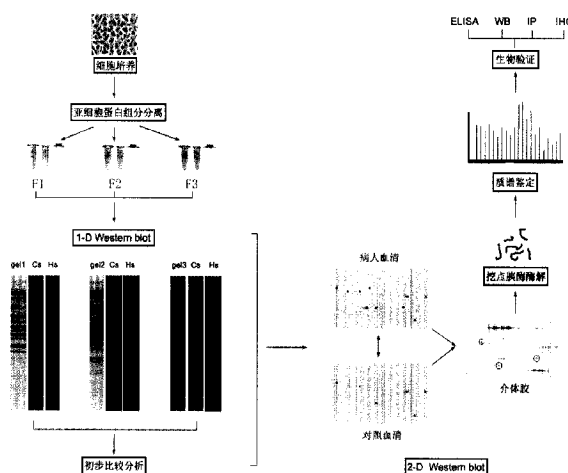 细胞培养
亚细胞蛋白组分分离
F1 F2 F3
1-D Western blot
gel1 Cs Hs gel2 Cs Hs gel3 Cs Hs
初步比较分析
病人血清
对照血清
2-D Western blot
介体胶
挖点胰酶酶解
质谱鉴定
生物验证
ELISA WB IP IHC